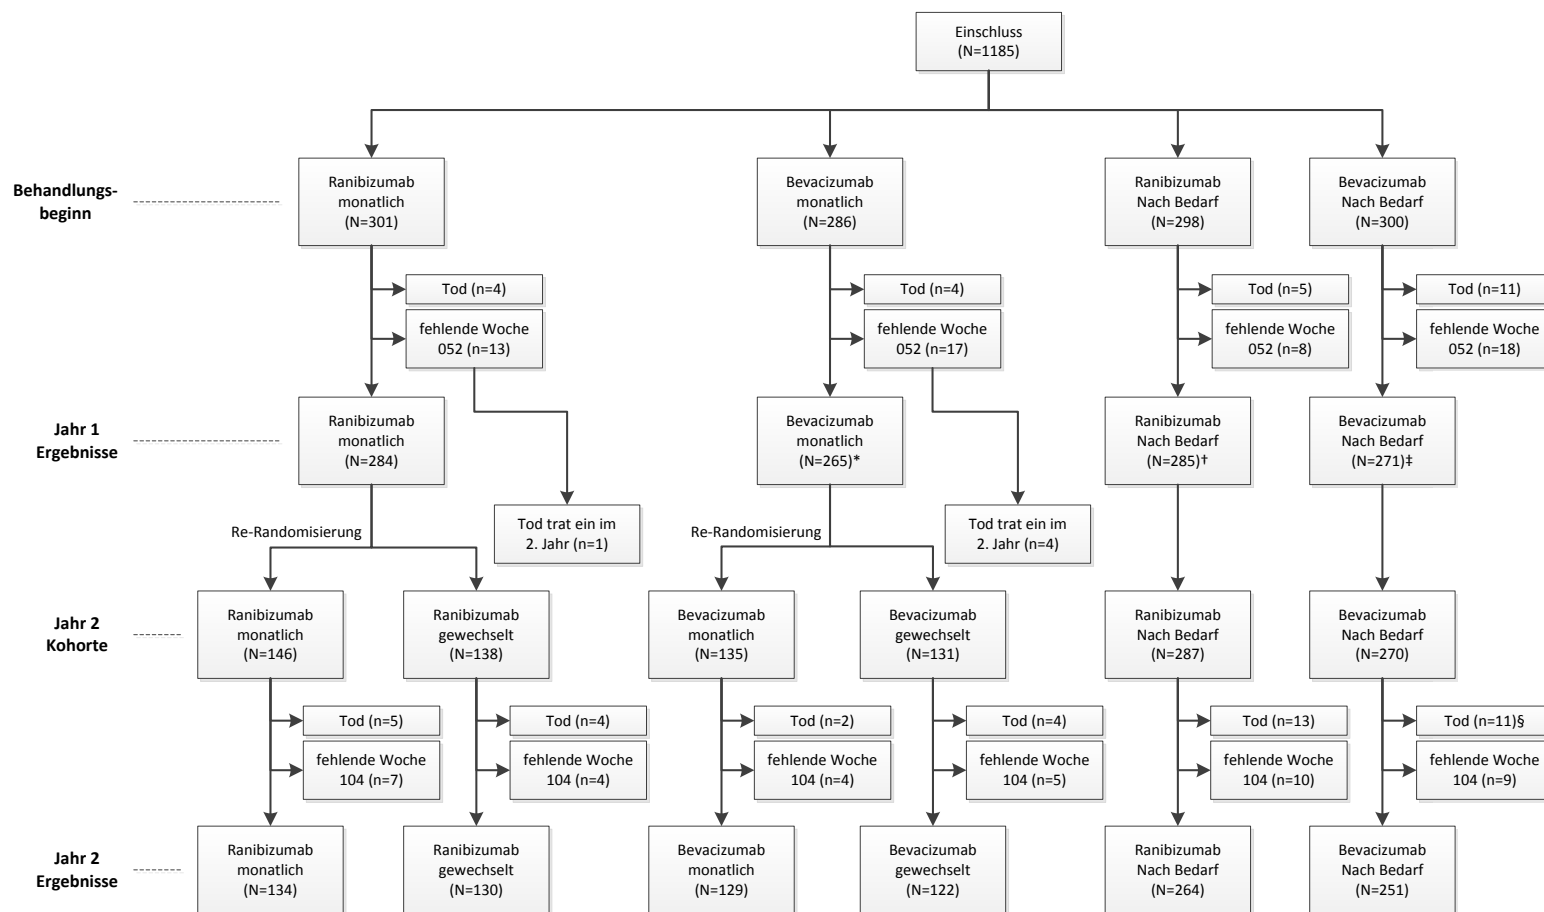 Einschluss
(N=1185)
Behandlungs-
beginn
Ranibizumab
monatlich
(N=301)
Bevacizumab
monatlich
(N=286)
Ranibizumab
Nach Bedarf
(N=298)
Bevacizumab
Nach Bedarf
(N=300)
Tod (n=4)
Tod (n=4)
Tod (n=5)
Tod (n=11)
fehlende Woche
052 (n=13)
fehlende Woche
052 (n=17)
fehlende Woche
052 (n=8)
fehlende Woche
052 (n=18)
Jahr 1
Ergebnisse
Ranibizumab
monatlich
(N=284)
Bevacizumab
monatlich
(N=265)*
Ranibizumab
Nach Bedarf
(N=285)†
Bevacizumab
Nach Bedarf
(N=271)‡
Re-Randomisierung
Tod trat ein im
2. Jahr (n=1)
Re-Randomisierung
Tod trat ein im
2. Jahr (n=4)
Jahr 2
Kohorte
Ranibizumab
monatlich
(N=146)
Ranibizumab
gewechselt
(N=138)
Bevacizumab
monatlich
(N=135)
Bevacizumab
gewechselt
(N=131)
Ranibizumab
Nach Bedarf
(N=287)
Bevacizumab
Nach Bedarf
(N=270)
Tod (n=5)
Tod (n=4)
Tod (n=2)
Tod (n=4)
Tod (n=13)
Tod (n=11)§
fehlende Woche
104 (n=7)
fehlende Woche
104 (n=4)
fehlende Woche
104 (n=4)
fehlende Woche
104 (n=5)
fehlende Woche
104 (n=10)
fehlende Woche
104 (n=9)
Jahr 2
Ergebnisse
Ranibizumab
monatlich
(N=134)
Ranibizumab
gewechselt
(N=130)
Bevacizumab
monatlich
(N=129)
Bevacizumab
gewechselt
(N=122)
Ranibizumab
Nach Bedarf
(N=264)
Bevacizumab
Nach Bedarf
(N=251)